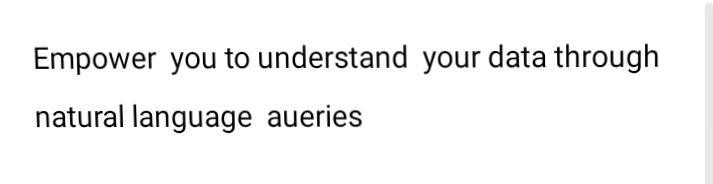 Empower you to understand your data through
natural language aueries